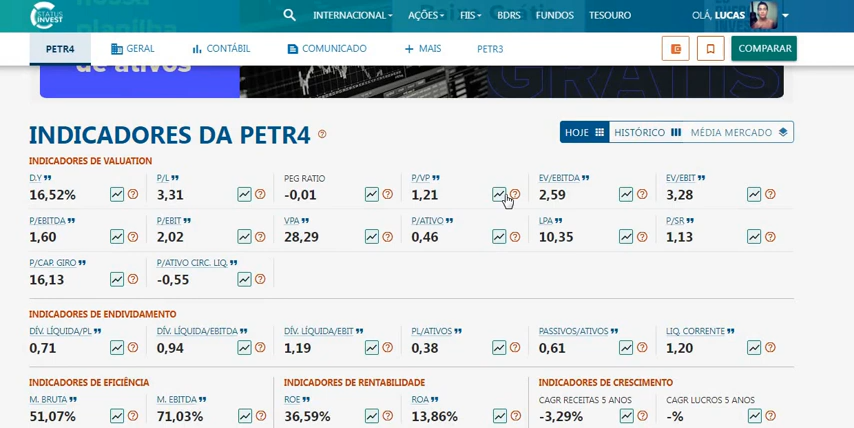 STATUS
INVEST
INTERNACIONAL
AÇÕES
FIIS
BDRS
FUNDOS
TESOURO
OLÁ, LUCAS
PETR4
GERAL
CONTÁBIL
COMUNICADO
+ MAIS
PETR3
COMPARAR
nossa
planilha
de ativos
GRÁTIS
INDICADORES DA PETR4
HOJE
HISTÓRICO
MÉDIA MERCADO
INDICADORES DE VALUATION
D.Y P/L PEG RATIO P/VP EV/EBITDA EV/EBIT
16,52% 3,31 -0,01 1,21 2,59 3,28
P/EBITDA P/EBIT VPA P/ATIVO LPA P/SR
1,60 2,02 28,29 0,46 10,35 1,13
P/CAP. GIRO P/ATIVO CIRC. LIQ.
16,13 -0,55
INDICADORES DE ENDIVIDAMENTO
DÍV. LÍQUIDA/PL DÍV. LÍQUIDA/EBITDA DÍV. LÍQUIDA/EBIT PL/ATIVOS PASSIVOS/ATIVOS LIQ. CORRENTE
0,71 0,94 1,19 0,38 0,61 1,20
INDICADORES DE EFICIÊNCIA INDICADORES DE RENTABILIDADE INDICADORES DE CRESCIMENTO
M. BRUTA M. EBITDA ROE ROA CAGR RECEITAS 5 ANOS CAGR LUCROS 5 ANOS
51,07% 71,03% 36,59% 13,86% -3,29% -%